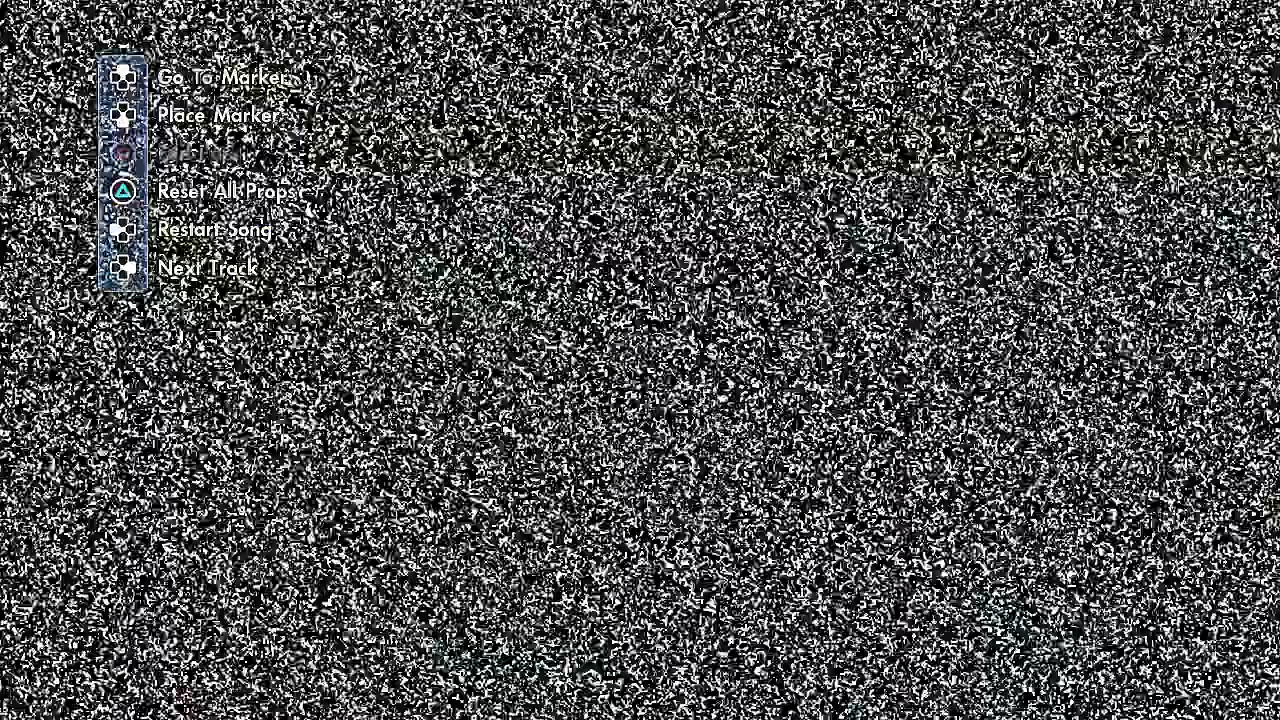 Go To Marker
Place Marker
Reset All Props
Restart Song
Next Track